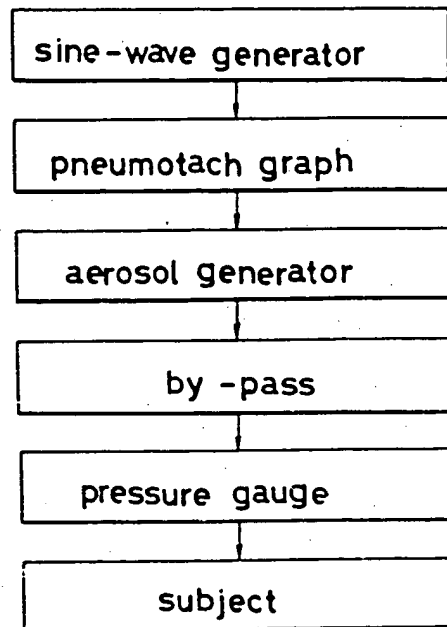 sine-wave generator
pneumotach graph
aerosol generator
by-pass
pressure gauge
subject